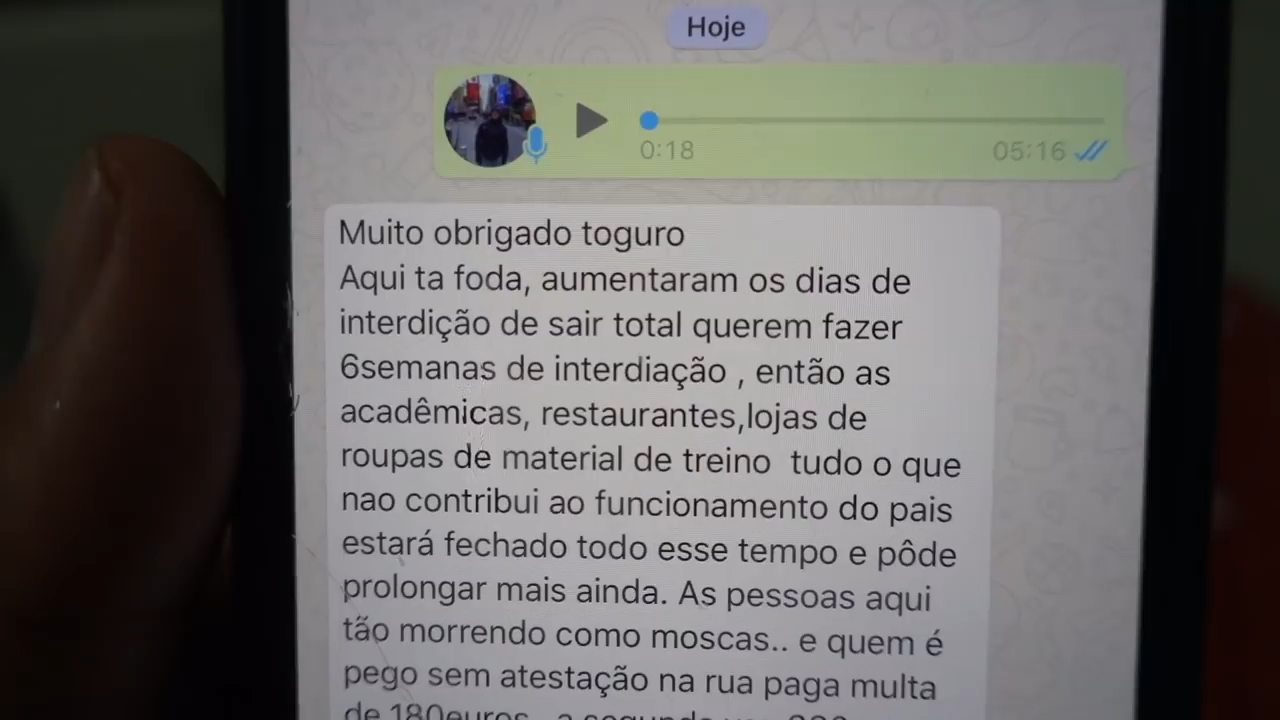 Hoje
0:18
05:16
Muito obrigado toguro
Aqui ta foda, aumentaram os dias de
interdição de sair total querem fazer
6semanas de interdiação , então as
acadêmicas, restaurantes,lojas de
roupas de material de treino  tudo o que
nao contribui ao funcionamento do pais
estará fechado todo esse tempo e pôde
prolongar mais ainda. As pessoas aqui
tão morrendo como moscas.. e quem é
pego sem atestação na rua paga multa
de 180euros